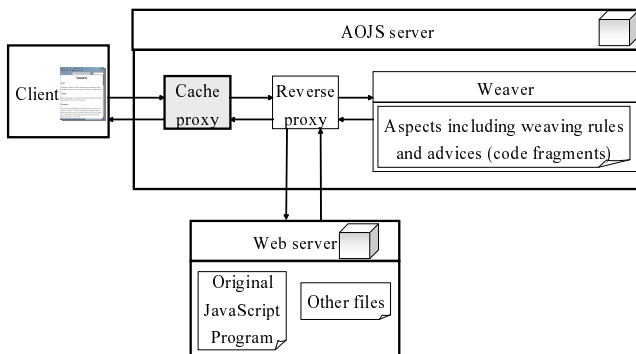 AOJS server
Client
Cache
proxy
Reverse
proxy
Weaver
Aspects including weaving rules
and advices (code fragments)
Web server
Original
JavaScript
Program
Other files